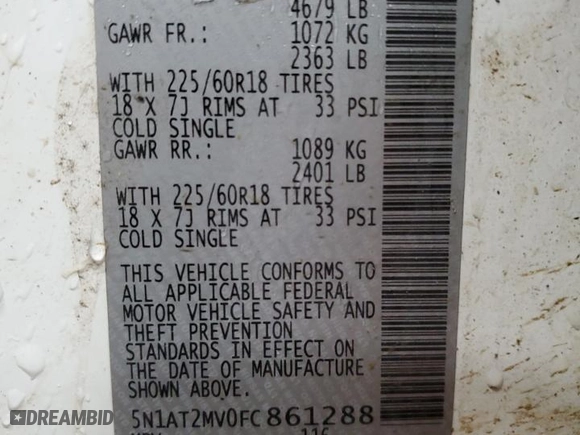 4679 LB
GAWR FR.: 1072 KG
2363 LB
WITH 225/60R18 TIRES
18 X 7J RIMS AT 33 PSI
COLD SINGLE
GAWR RR.: 1089 KG
2401 LB
WITH 225/60R18 TIRES
18 X 7J RIMS AT 33 PSI
COLD SINGLE
THIS VEHICLE CONFORMS TO
ALL APPLICABLE FEDERAL
MOTOR VEHICLE SAFETY AND
THEFT PREVENTION
STANDARDS IN EFFECT ON
THE DATE OF MANUFACTURE
SHOWN ABOVE.
5N1AT2MV0FC861288
DREAMBID